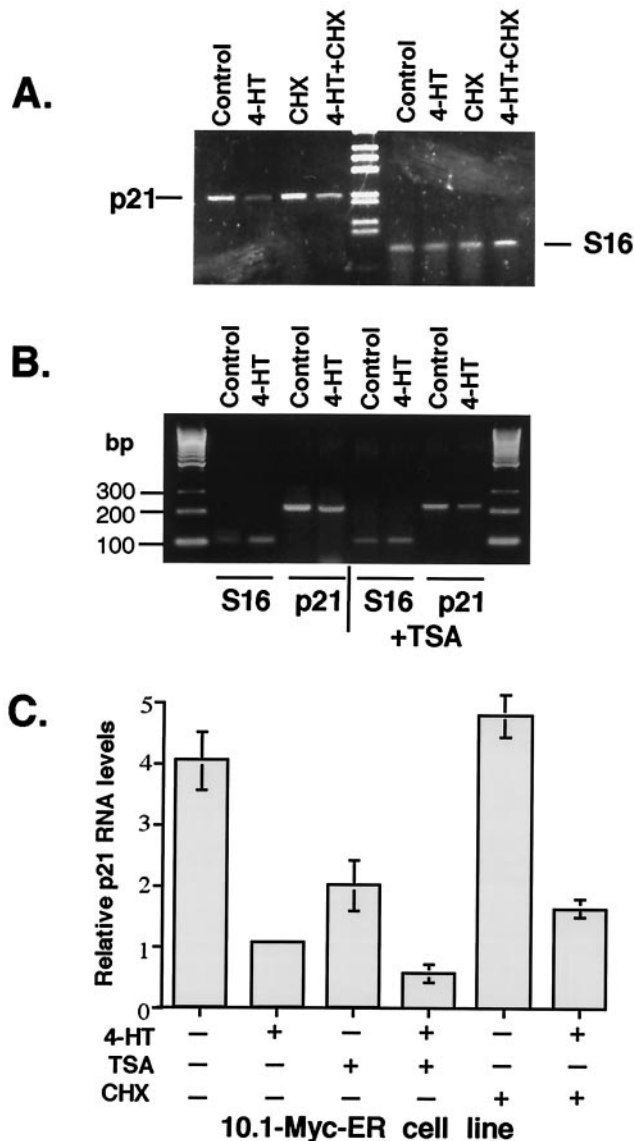 A.
Control 4-HT CHX 4-HT+CHX Control 4-HT CHX 4-HT+CHX
p21
S16
B.
Control 4-HT Control 4-HT Control 4-HT Control 4-HT
bp
300
200
100
S16 p21 S16 p21
+TSA
C.
Relative p21 RNA levels
5
4
3
2
1
0
4-HT − + − + − +
TSA − − + + − −
CHX − − − − + +
10.1-Myc-ER cell line